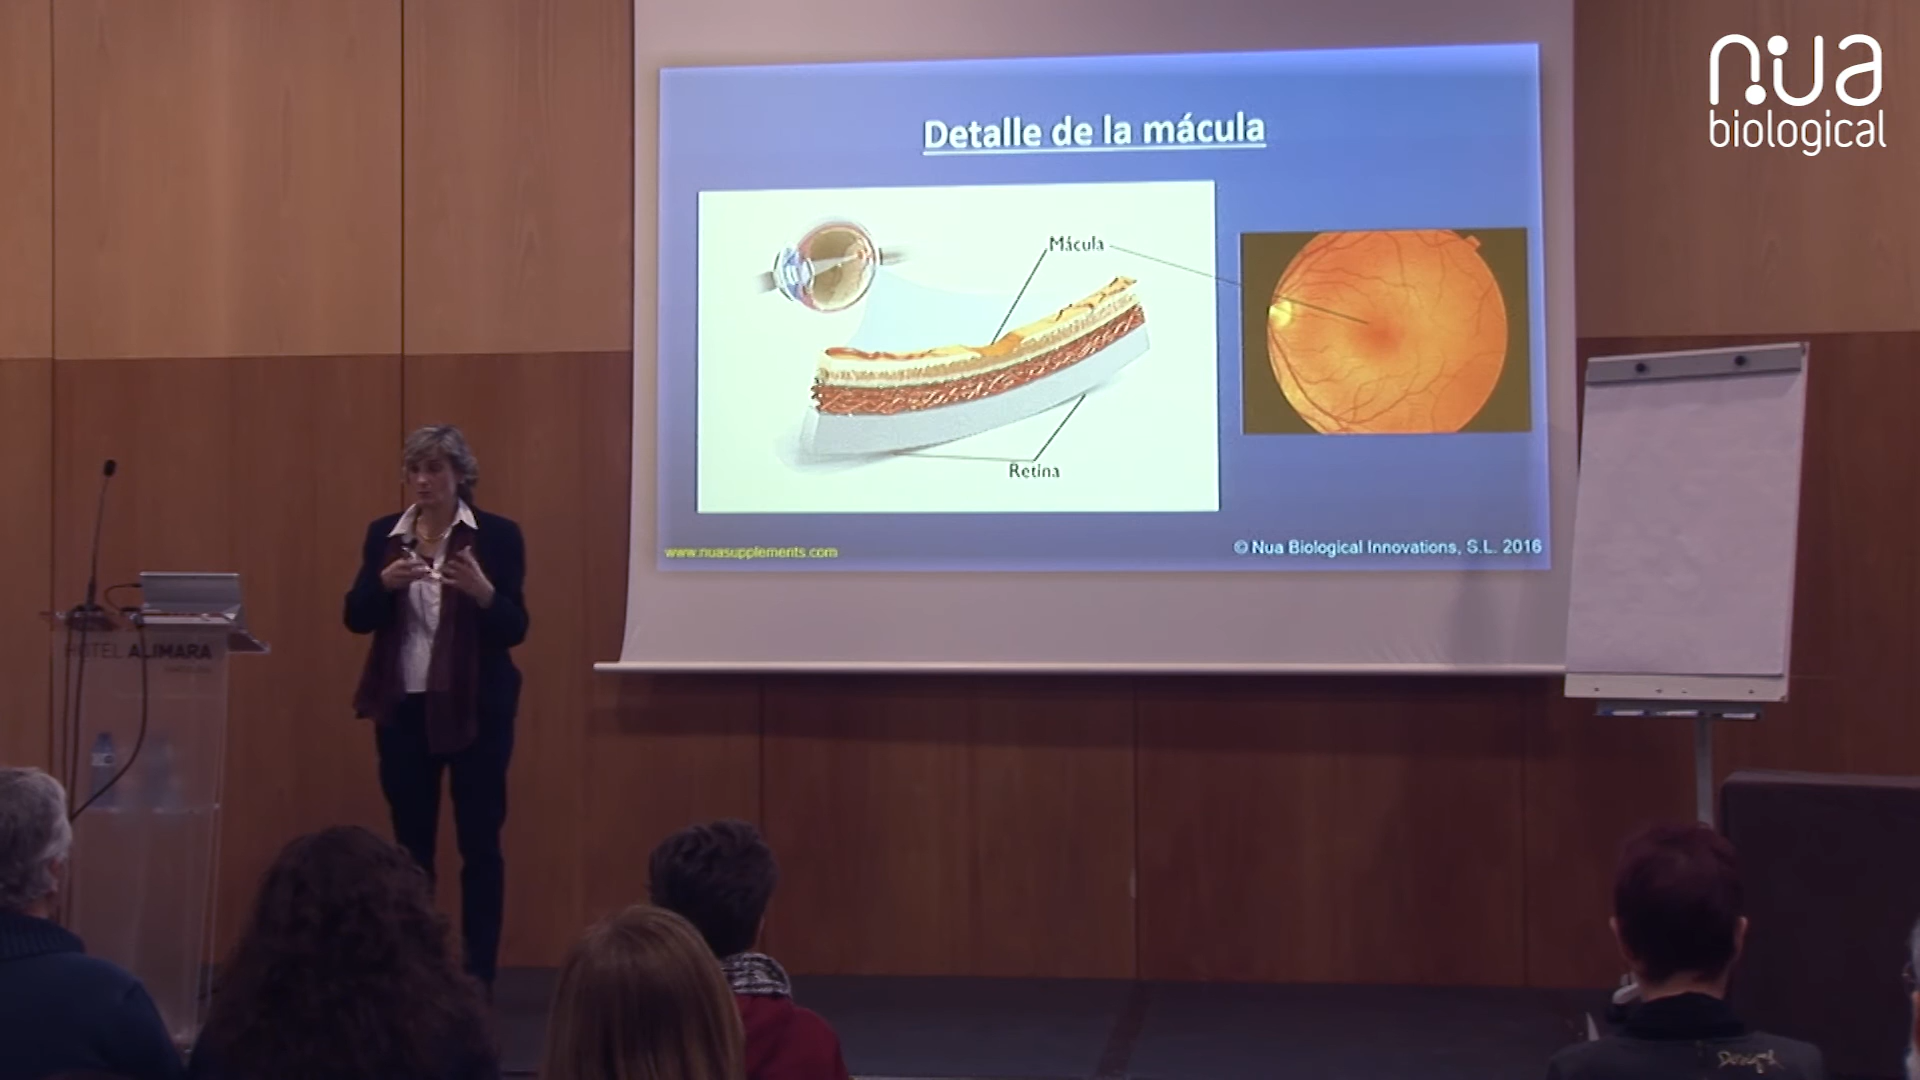 nua
biological
Detalle de la mácula
Mácula
Retina
www.nuasupplements.com
© Nua Biological Innovations, S.L. 2016
HOTEL ALIMARA